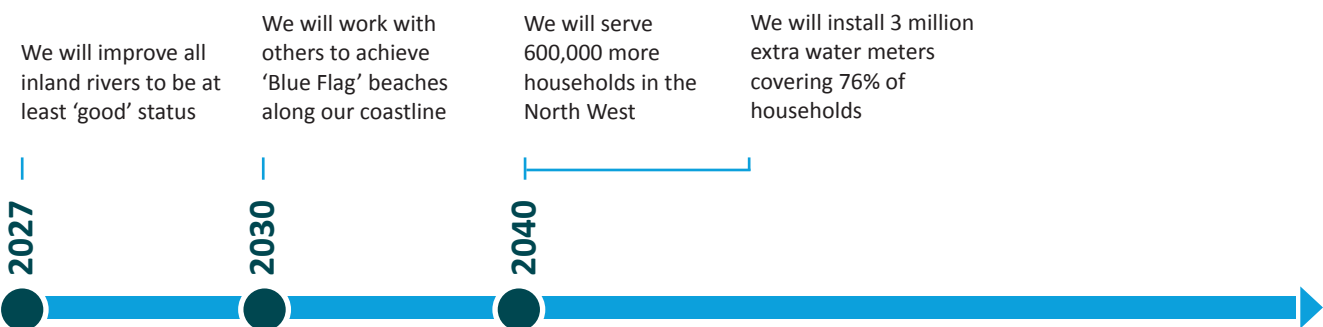 We will improve all
inland rivers to be at
least ‘good’ status
We will work with
others to achieve
‘Blue Flag’ beaches
along our coastline
We will serve
600,000 more
households in the
North West
We will install 3 million
extra water meters
covering 76% of
households
2027
2030
2040